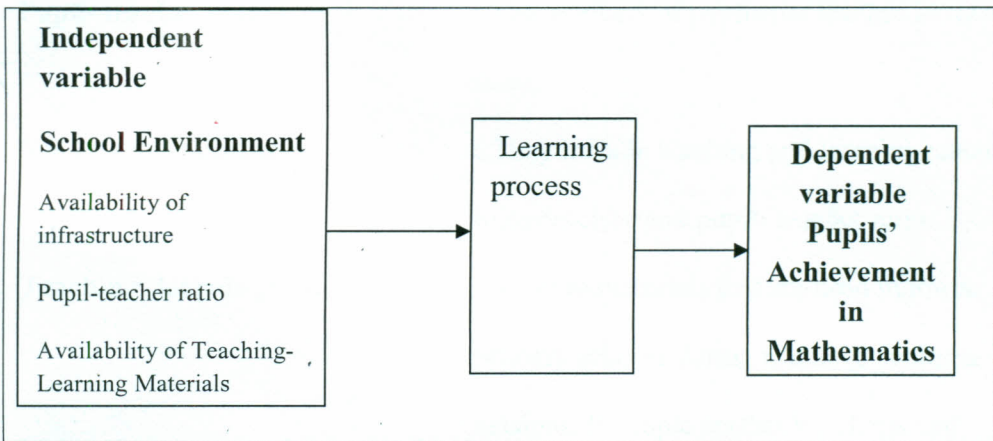 Independent
variable
School Environment
Availability of
infrastructure
Pupil-teacher ratio
Availability of Teaching-
Learning Materials
Learning
process
Dependent
variable
Pupils’
Achievement
in
Mathematics